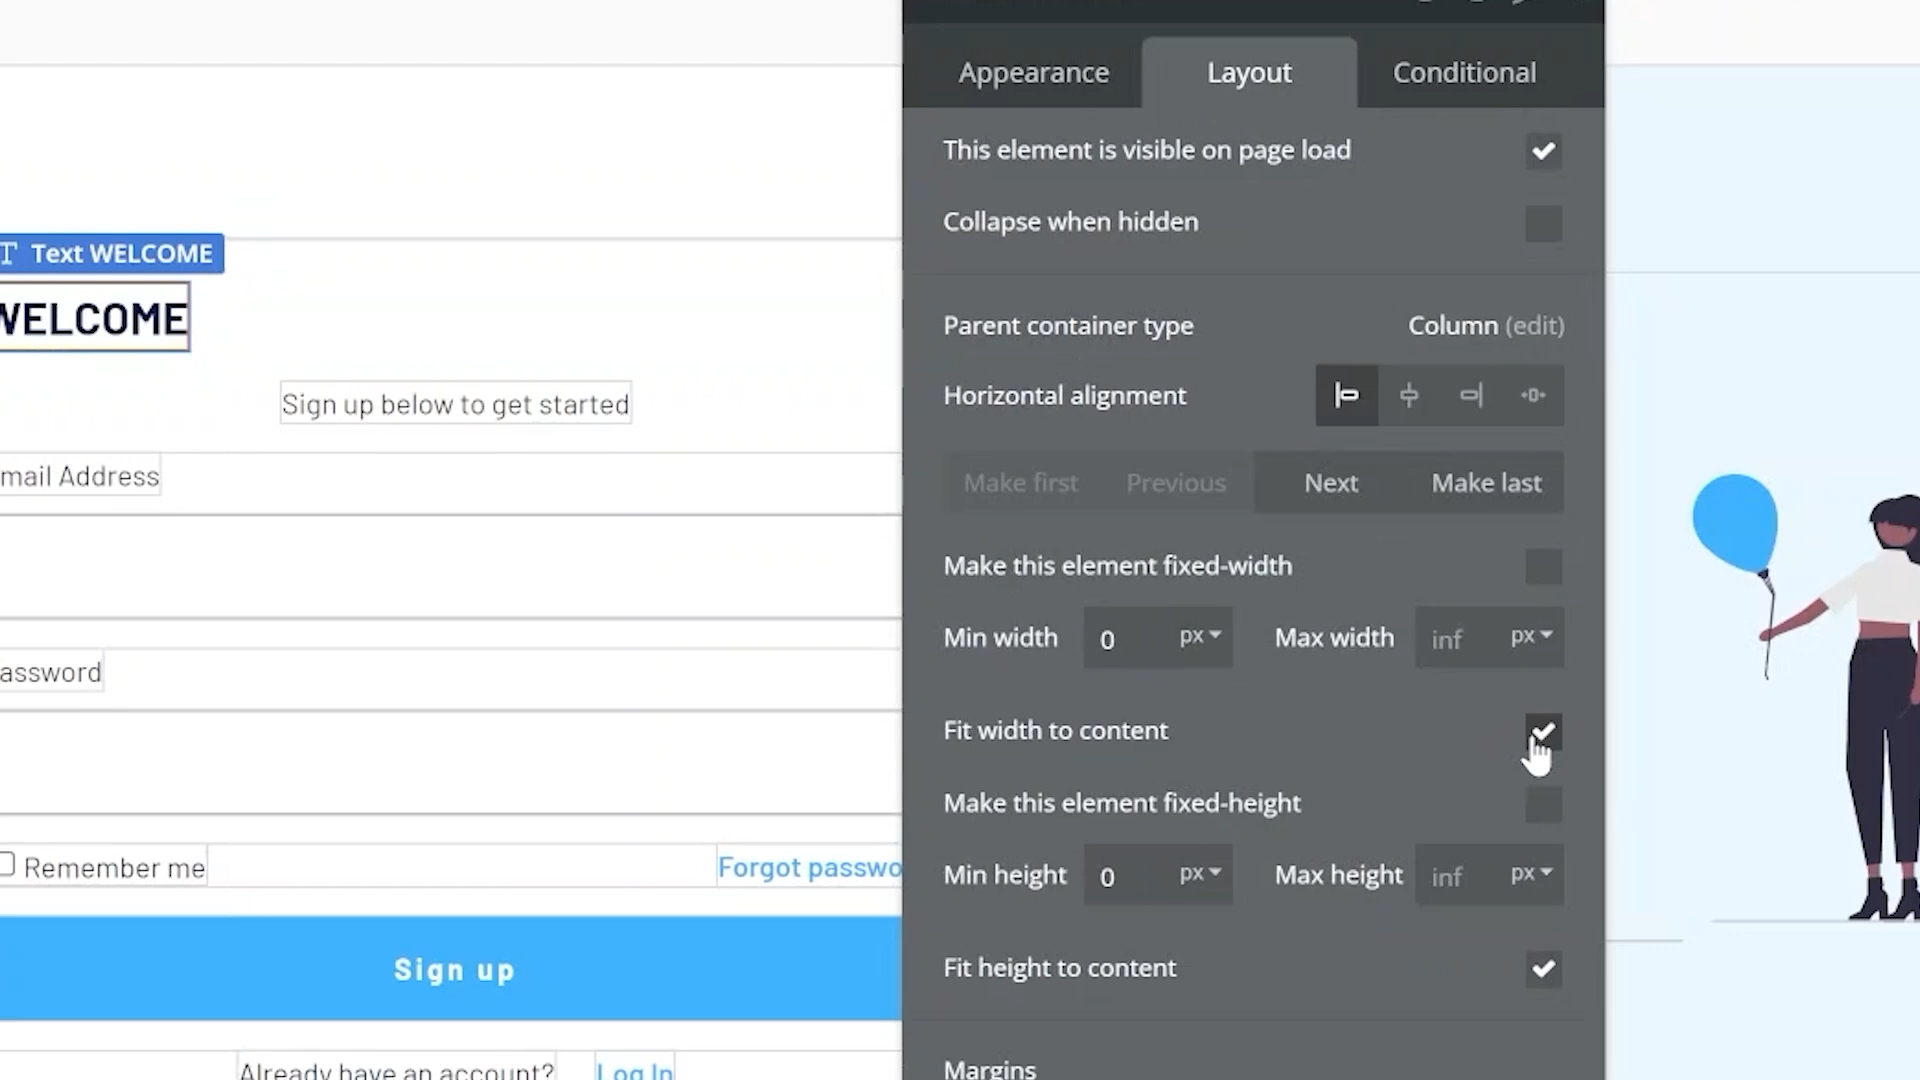 Appearance
Layout
Conditional
This element is visible on page load
Collapse when hidden
Text WELCOME
WELCOME
Parent container type Column (edit)
Sign up below to get started
Horizontal alignment
mail Address
Make first Previous Next Make last
Make this element fixed-width
Min width 0 px Max width inf px
assword
Fit width to content
Make this element fixed-height
Remember me
Forgot passwo
Min height 0 px Max height inf px
Sign up
Fit height to content
Already have an account? Log In
Margins